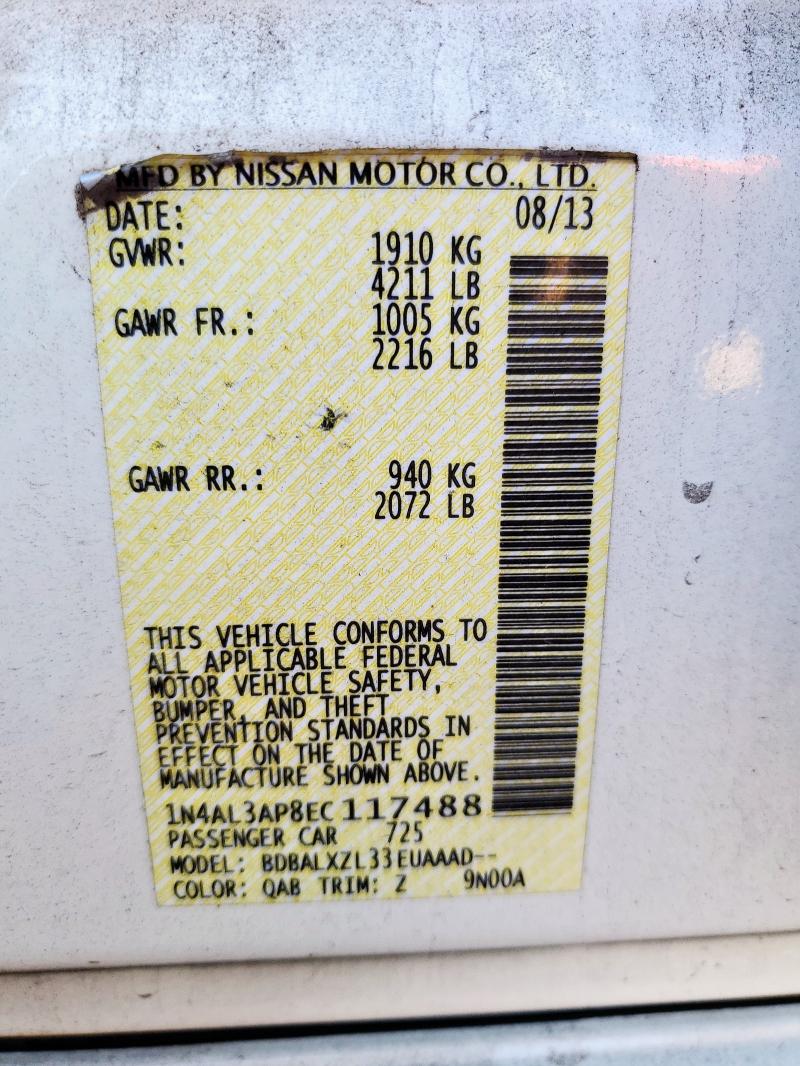 MFD BY NISSAN MOTOR CO., LTD.
DATE: 08/13
GVWR: 1910 KG
4211 LB
GAWR FR.: 1005 KG
2216 LB
GAWR RR.: 940 KG
2072 LB
THIS VEHICLE CONFORMS TO
ALL APPLICABLE FEDERAL
MOTOR VEHICLE SAFETY,
BUMPER, AND THEFT
PREVENTION STANDARDS IN
EFFECT ON THE DATE OF
MANUFACTURE SHOWN ABOVE.
1N4AL3AP8EC117488
PASSENGER CAR 725
MODEL: BDBALXZL33EUAAAD--
COLOR: QAB TRIM: Z 9N00A